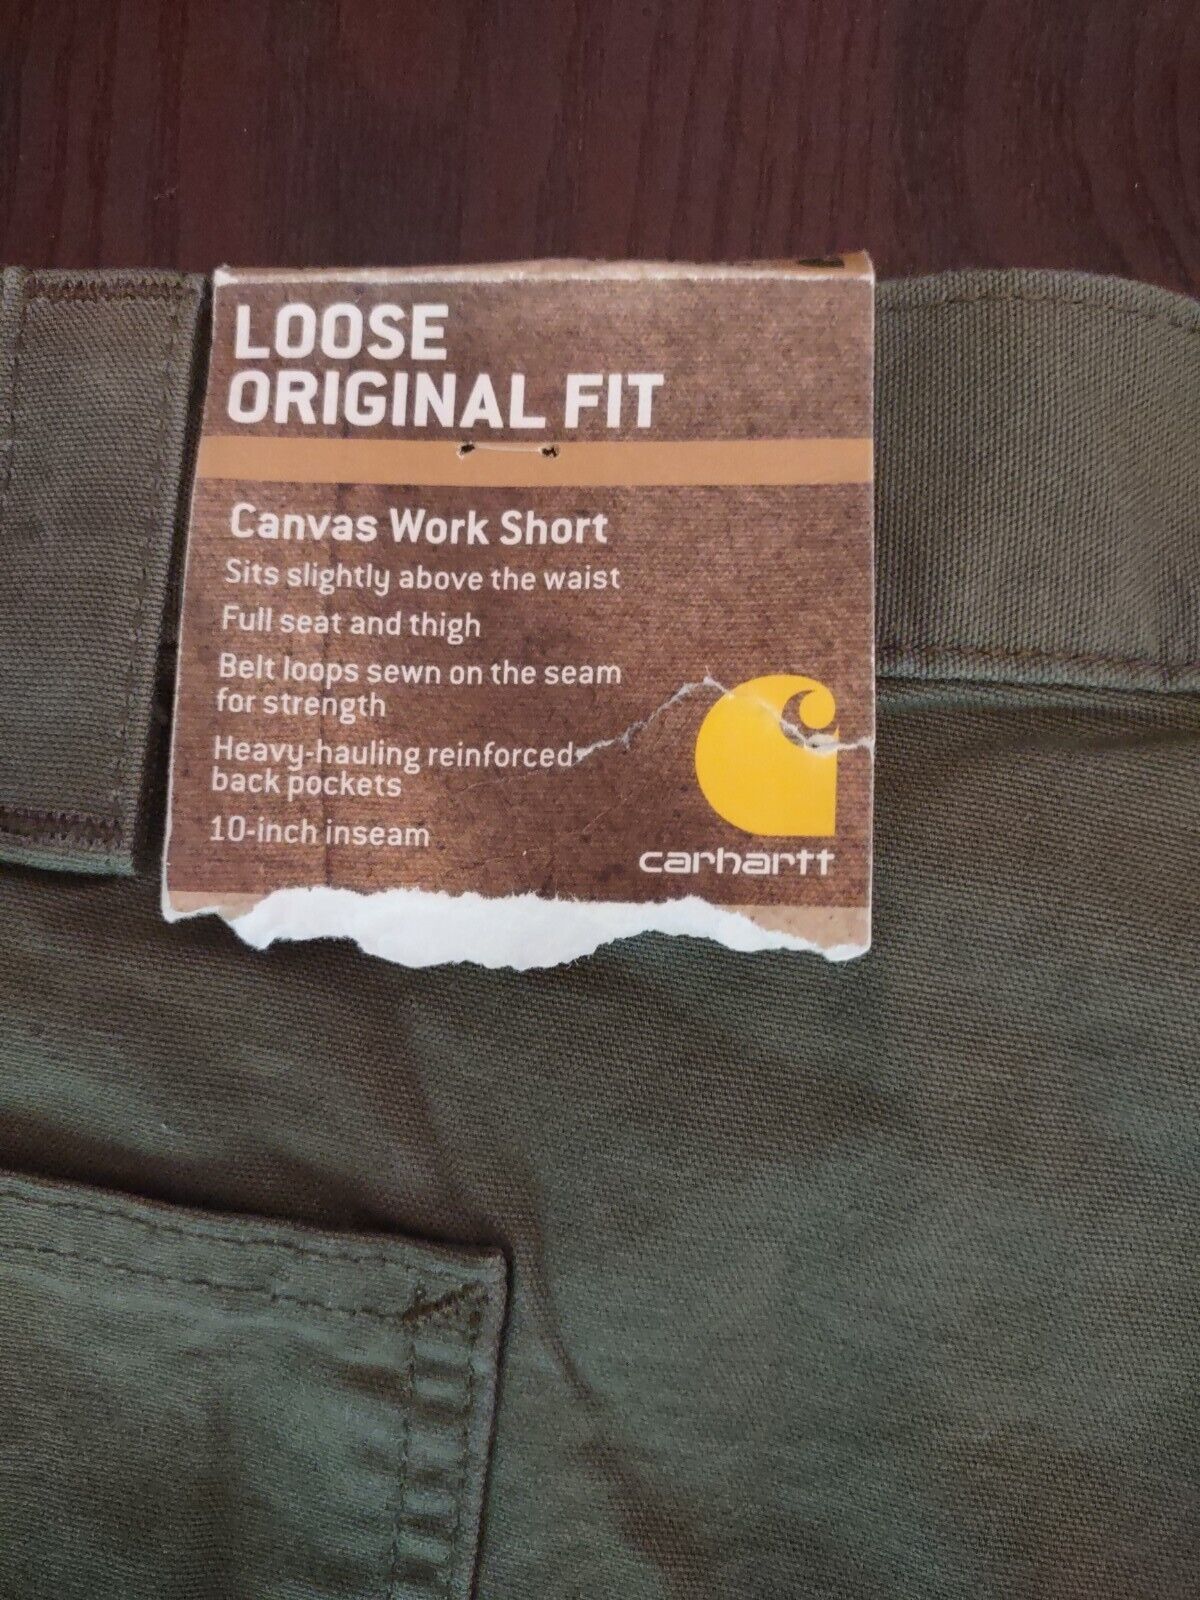 LOOSE
ORIGINAL FIT
Canvas Work Short
Sits slightly above the waist
Full seat and thigh
Belt loops sewn on the seam
for strength
Heavy-hauling reinforced
back pockets
10-inch inseam
carhartt